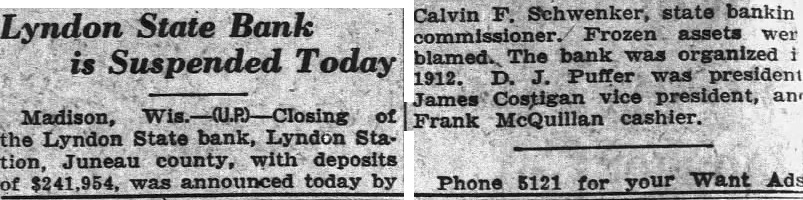 Lyndon State Bank
is Suspended Today
Madison, Wis.—(U.P.)—Closing of
the Lyndon State bank, Lyndon Sta-
tion, Juneau county, with deposits
of $241,954, was announced today by
Calvin F. Schwenker, state bankin
commissioner. Frozen assets wer
blamed. The bank was organized i
1912. D. J. Puffer was president
James Costigan vice president, and
Frank McQuillan cashier.
Phone 5121 for your Want Ads